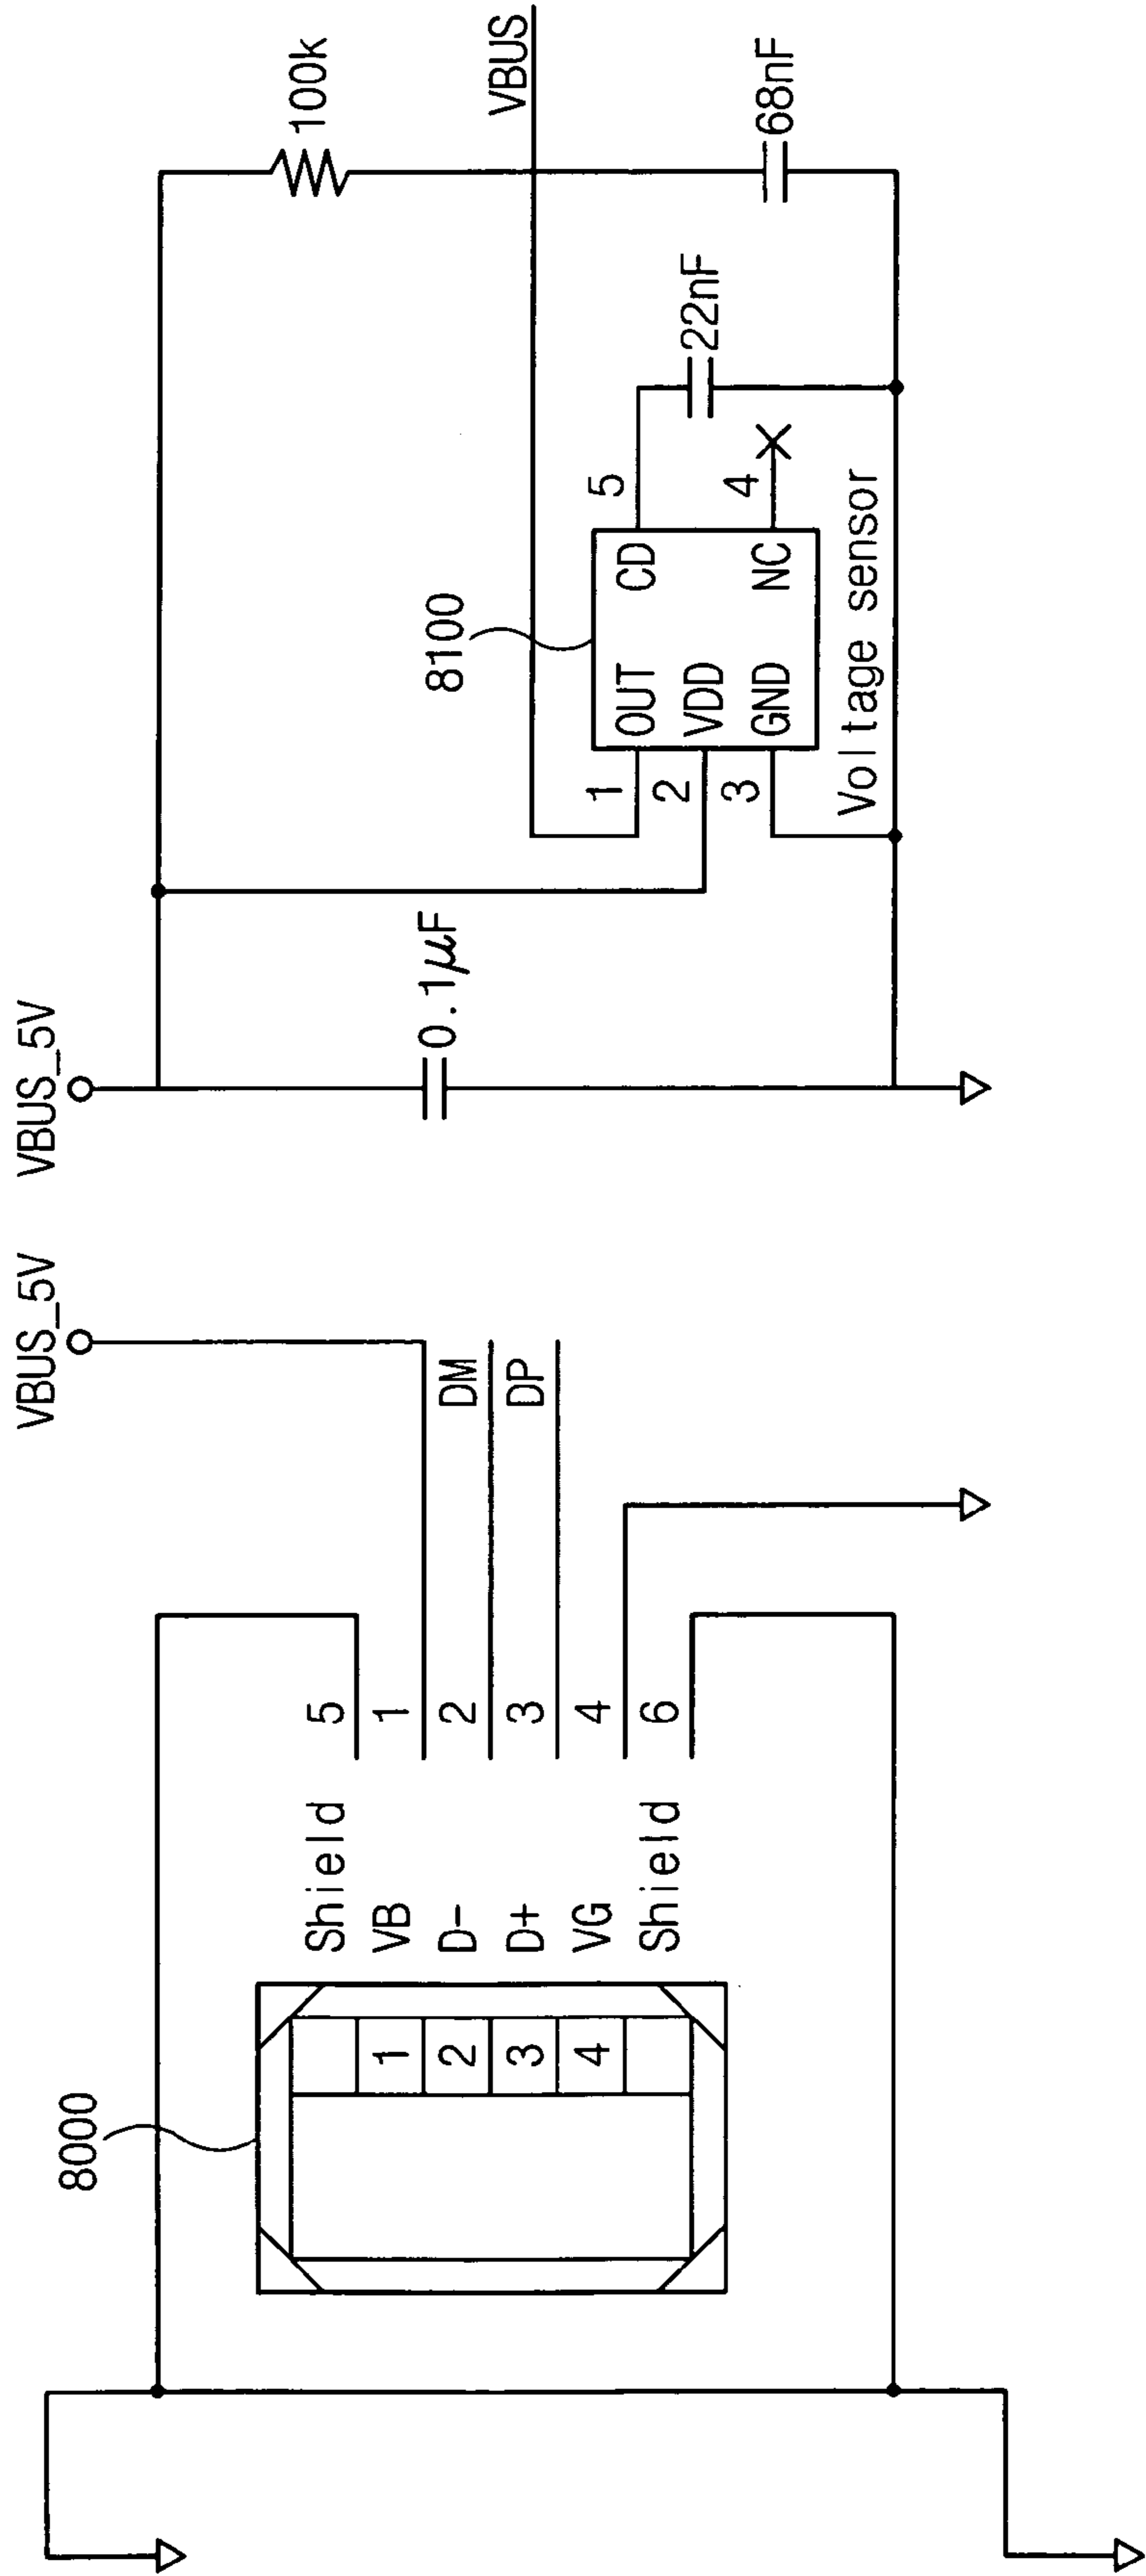 8000
Shield 5
VB 1
D- 2
D+ 3
VG 4
Shield 6
1
2
3
4
VBUS_5V
DM
DP
VBUS_5V
0.1μF
8100
1 OUT
2 VDD
3 GND
CD 5
NC 4
Voltage sensor
22nF
100k
VBUS
68nF